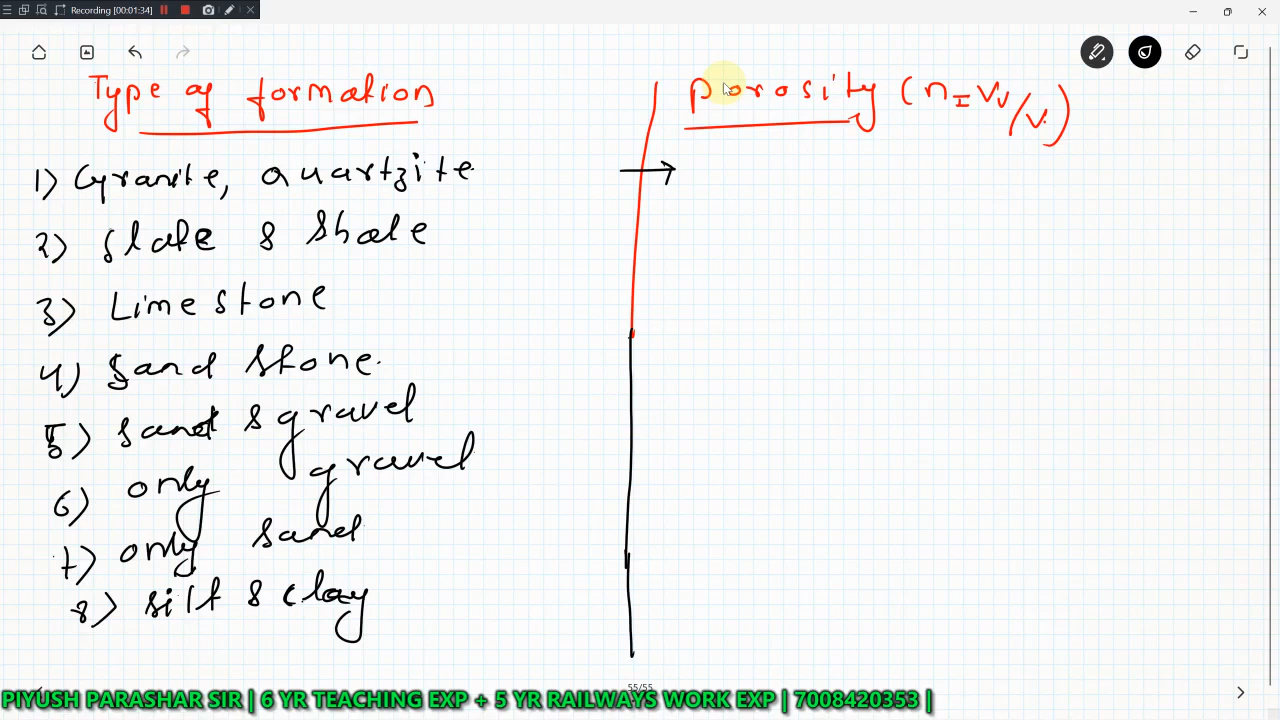 Recording [00:01:34]
Type of formation
Porosity (n = Vv/V)
1) Granite, quartzite
2) Slate & Shale
3) Lime stone
4) Sand stone.
5) sand & gravel
6) only gravel
7) only sand
8) silt & clay
55/55
PIYUSH PARASHAR SIR | 6 YR TEACHING EXP + 5 YR RAILWAYS WORK EXP | 7008420353 |